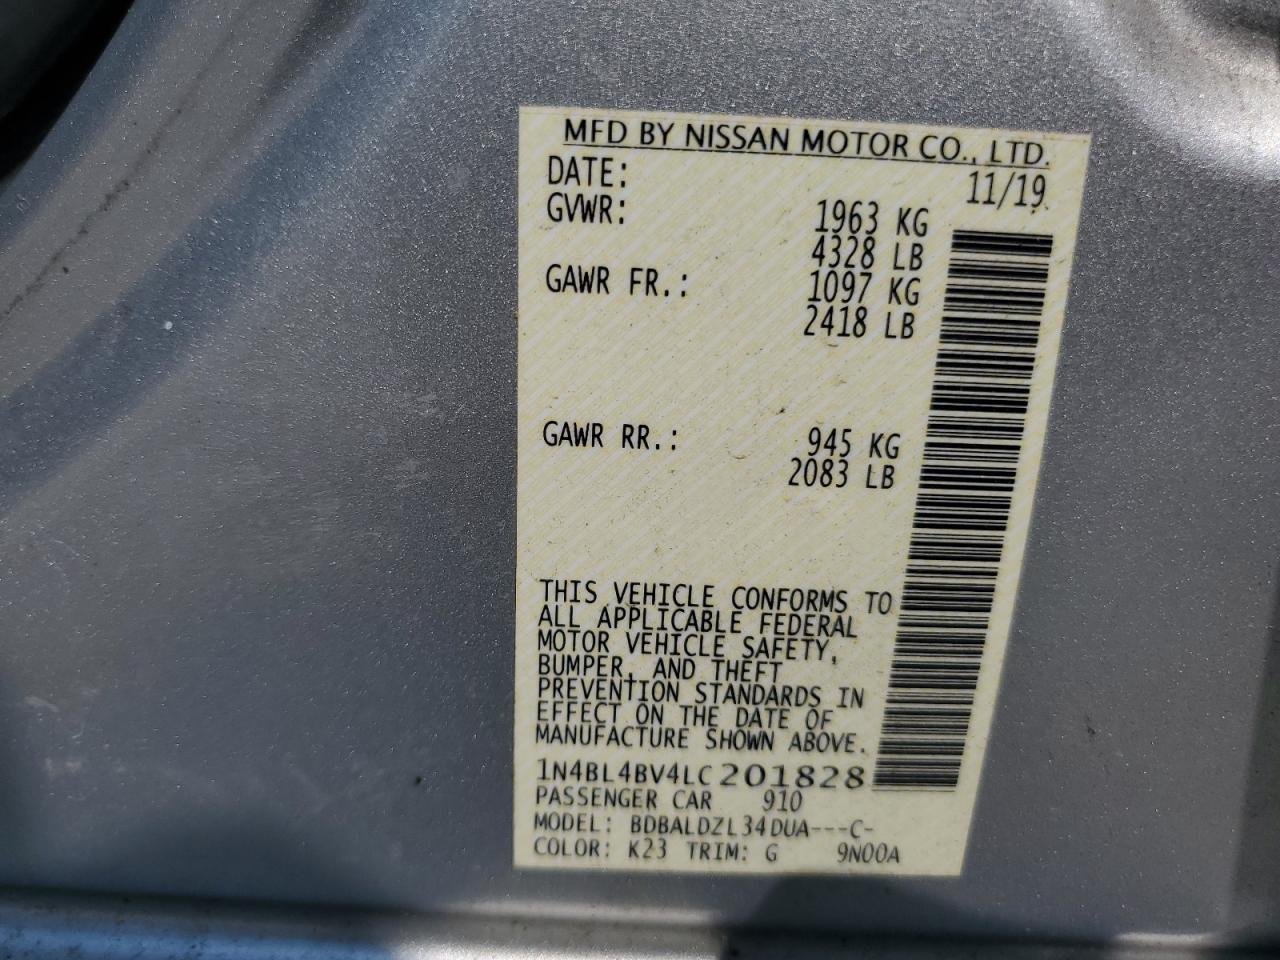 MFD BY NISSAN MOTOR CO., LTD.
DATE: 11/19
GVWR: 1963 KG
4328 LB
GAWR FR.: 1097 KG
2418 LB
GAWR RR.: 945 KG
2083 LB
THIS VEHICLE CONFORMS TO
ALL APPLICABLE FEDERAL
MOTOR VEHICLE SAFETY,
BUMPER, AND THEFT
PREVENTION STANDARDS IN
EFFECT ON THE DATE OF
MANUFACTURE SHOWN ABOVE.
1N4BL4BV4LC201828
PASSENGER CAR 910
MODEL: BDBALDZL34DUA---C-
COLOR: K23 TRIM: G 9N00A